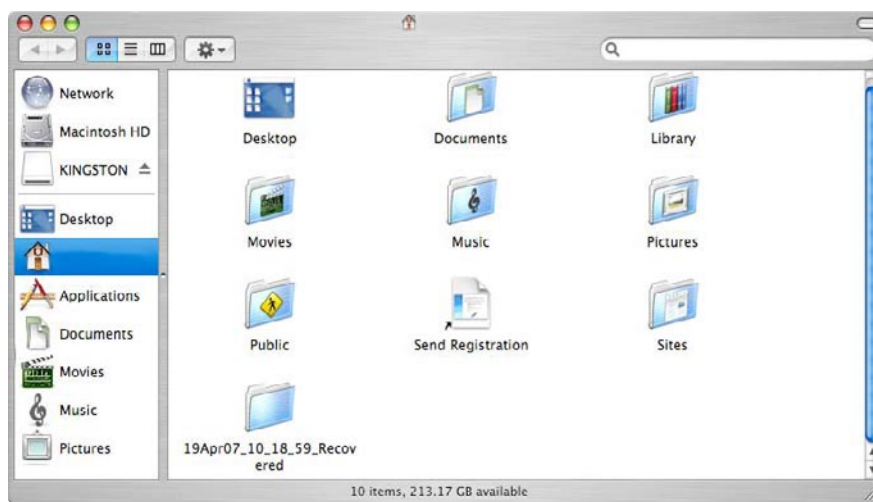 Network
Macintosh HD
KINGSTON
Desktop
Applications
Documents
Movies
Music
Pictures
Desktop
Documents
Library
Movies
Music
Pictures
Public
Send Registration
Sites
19Apr07_10_18_59_Recov
ered
10 items, 213.17 GB available